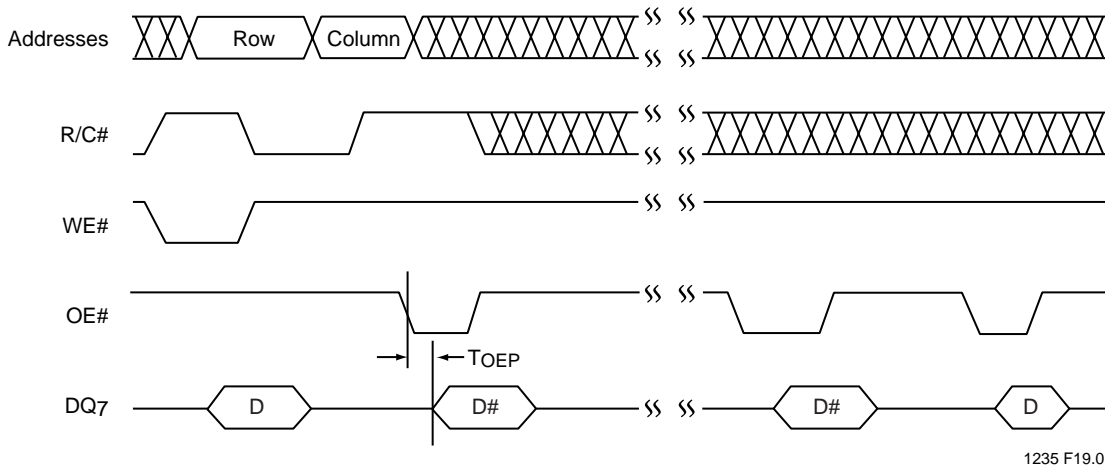 Addresses
Row
Column
R/C#
WE#
OE#
TOEP
DQ7
D
D#
D#
D
1235 F19.0